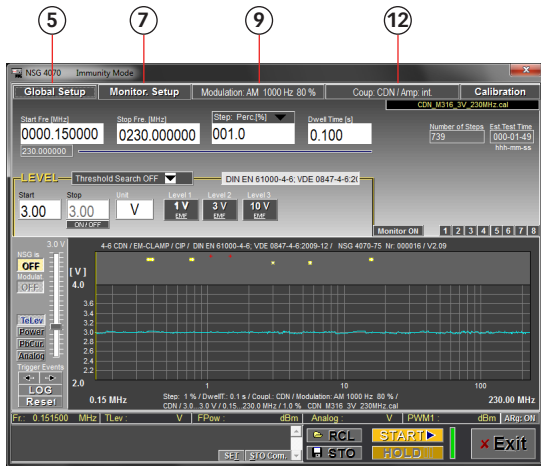 5 7 9 12
NSG 4070 Immunity Mode
Global Setup Monitor. Setup Modulation: AM 1000 Hz 80 % Coup: CDN / Amp: int. Calibration
CDN_M316_3V_230MHz.cal
Start Fre [MHz] Stop Fre. [MHz] Step: Perc.[%] Dwell Time [s]
0000.150000 0230.000000 001.0 0.100
Number of Steps Est Test Time
739 000-01-49
hhh-mm-ss
230.000000
LEVEL Threshold Search OFF DIN EN 61000-4-6; VDE 0847-4-6:20
Start Stop Unit Level 1 Level 2 Level 3
3.00 3.00 V 1 V 3 V 10 V
EMF EMF EMF
ON / OFF
Monitor ON 1 2 3 4 5 6 7 8
3.0 V
4-6 CDN / EM-CLAMP / CP / DIN EN 61000-4-6; VDE 0847-4-6:2009-12 / NSG 4070-75 Nr: 000016 / V2.09
NSG is
OFF
Modulat.
OFF
[ V ]
4.0
3.6
3.4
3.2
3.0
2.8
2.6
2.4
2.2
2.0
TeLev
Power
PbCur.
Analog
Trigger Events
LOG
Reset
1 10 100
0.15 MHz Step: 1 % / DwellT.: 0.1 s / Coupl.: CDN / Modulation: AM 1000 Hz 80 % / 230.00 MHz
CDN / 3.0...3.0 V / 0.15...230.0 MHz / 1.0 % CDN_M316_3V_230MHz.cal
Fr.: 0.151500 MHz TLev : V FPow : dBm Analog : V PWM1 : dBm ARq: ON
RCL START
SET STO Com. STO HOLD II × Exit